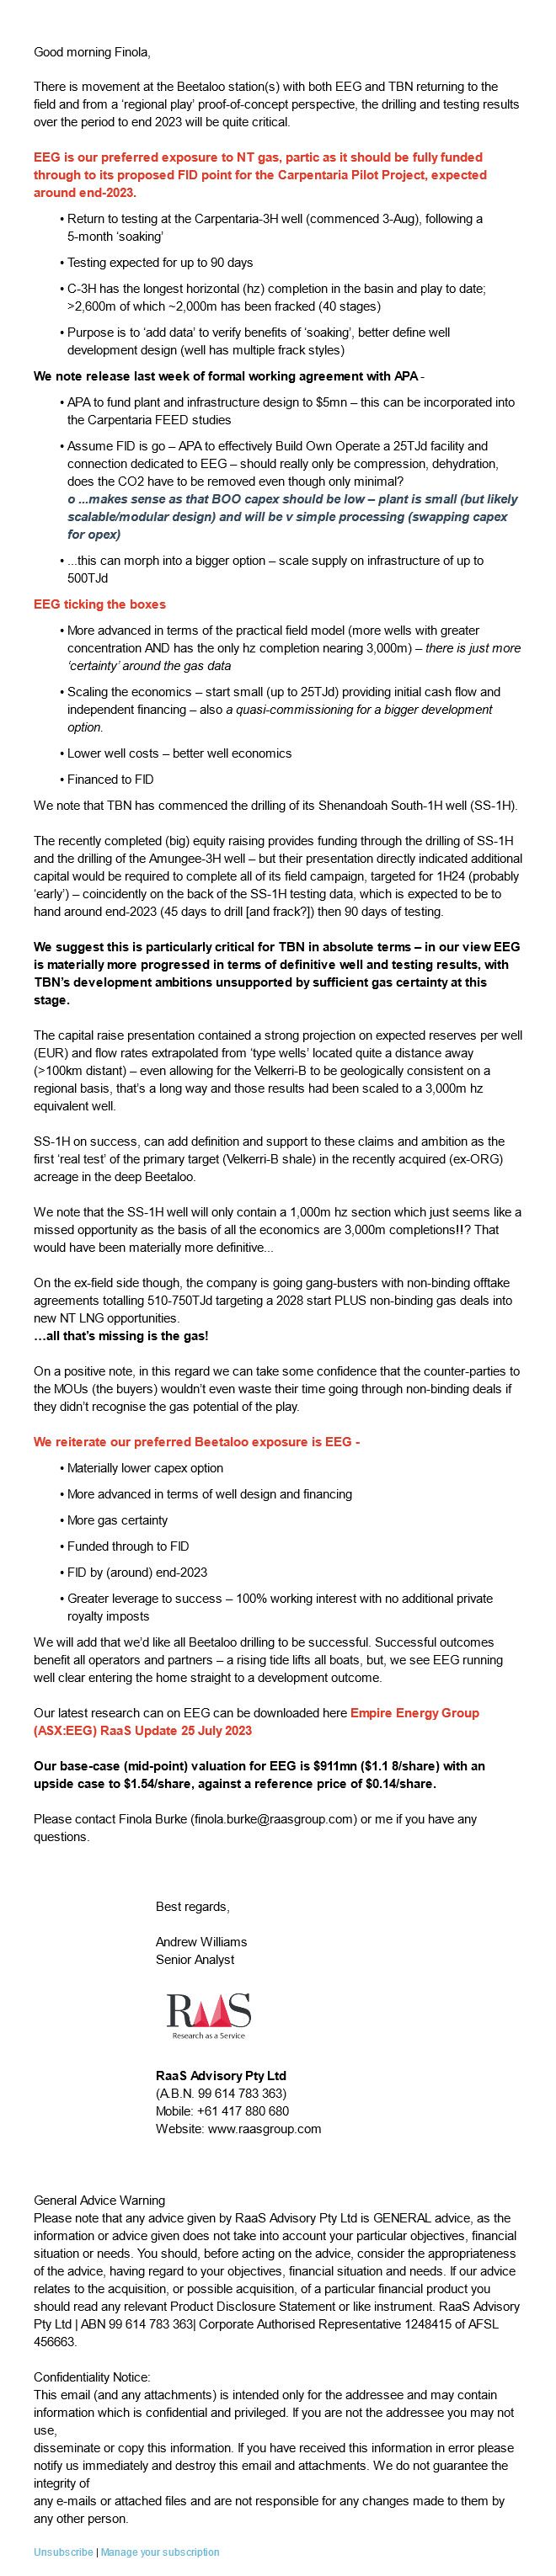 Good morning Finola,
There is movement at the Beetaloo station(s) with both EEG and TBN returning to the
field and from a ‘regional play’ proof-of-concept perspective, the drilling and testing results
over the period to end 2023 will be quite critical.
EEG is our preferred exposure to NT gas, partic as it should be fully funded
through to its proposed FID point for the Carpentaria Pilot Project, expected
around end-2023.
• Return to testing at the Carpentaria-3H well (commenced 3-Aug), following a
5-month ‘soaking’
• Testing expected for up to 90 days
• C-3H has the longest horizontal (hz) completion in the basin and play to date;
>2,600m of which ~2,000m has been fracked (40 stages)
• Purpose is to ‘add data’ to verify benefits of ‘soaking’, better define well
development design (well has multiple frack styles)
We note release last week of formal working agreement with APA -
• APA to fund plant and infrastructure design to $5mn – this can be incorporated into
the Carpentaria FEED studies
• Assume FID is go – APA to effectively Build Own Operate a 25TJd facility and
connection dedicated to EEG – should really only be compression, dehydration,
does the CO2 have to be removed even though only minimal?
o ...makes sense as that BOO capex should be low – plant is small (but likely
scalable/modular design) and will be v simple processing (swapping capex
for opex)
• ...this can morph into a bigger option – scale supply on infrastructure of up to
500TJd
EEG ticking the boxes
• More advanced in terms of the practical field model (more wells with greater
concentration AND has the only hz completion nearing 3,000m) – there is just more
‘certainty’ around the gas data
• Scaling the economics – start small (up to 25TJd) providing initial cash flow and
independent financing – also a quasi-commissioning for a bigger development
option.
• Lower well costs – better well economics
• Financed to FID
We note that TBN has commenced the drilling of its Shenandoah South-1H well (SS-1H).
The recently completed (big) equity raising provides funding through the drilling of SS-1H
and the drilling of the Amungee-3H well – but their presentation directly indicated additional
capital would be required to complete all of its field campaign, targeted for 1H24 (probably
‘early’) – coincidently on the back of the SS-1H testing data, which is expected to be to
hand around end-2023 (45 days to drill [and frack?]) then 90 days of testing.
We suggest this is particularly critical for TBN in absolute terms – in our view EEG
is materially more progressed in terms of definitive well and testing results, with
TBN’s development ambitions unsupported by sufficient gas certainty at this
stage.
The capital raise presentation contained a strong projection on expected reserves per well
(EUR) and flow rates extrapolated from ‘type wells’ located quite a distance away
(>100km distant) – even allowing for the Velkerri-B to be geologically consistent on a
regional basis, that’s a long way and those results had been scaled to a 3,000m hz
equivalent well.
SS-1H on success, can add definition and support to these claims and ambition as the
first ‘real test’ of the primary target (Velkerri-B shale) in the recently acquired (ex-ORG)
acreage in the deep Beetaloo.
We note that the SS-1H well will only contain a 1,000m hz section which just seems like a
missed opportunity as the basis of all the economics are 3,000m completions!!? That
would have been materially more definitive...
On the ex-field side though, the company is going gang-busters with non-binding offtake
agreements totalling 510-750TJd targeting a 2028 start PLUS non-binding gas deals into
new NT LNG opportunities.
…all that’s missing is the gas!
On a positive note, in this regard we can take some confidence that the counter-parties to
the MOUs (the buyers) wouldn’t even waste their time going through non-binding deals if
they didn’t recognise the gas potential of the play.
We reiterate our preferred Beetaloo exposure is EEG -
• Materially lower capex option
• More advanced in terms of well design and financing
• More gas certainty
• Funded through to FID
• FID by (around) end-2023
• Greater leverage to success – 100% working interest with no additional private
royalty imposts
We will add that we’d like all Beetaloo drilling to be successful. Successful outcomes
benefit all operators and partners – a rising tide lifts all boats, but, we see EEG running
well clear entering the home straight to a development outcome.
Our latest research can on EEG can be downloaded here Empire Energy Group
(ASX:EEG) RaaS Update 25 July 2023
Our base-case (mid-point) valuation for EEG is $911mn ($1.1 8/share) with an
upside case to $1.54/share, against a reference price of $0.14/share.
Please contact Finola Burke (finola.burke@raasgroup.com) or me if you have any
questions.
Best regards,
Andrew Williams
Senior Analyst
RAAS
Research as a Service
RaaS Advisory Pty Ltd
(A.B.N. 99 614 783 363)
Mobile: +61 417 880 680
Website: www.raasgroup.com
General Advice Warning
Please note that any advice given by RaaS Advisory Pty Ltd is GENERAL advice, as the
information or advice given does not take into account your particular objectives, financial
situation or needs. You should, before acting on the advice, consider the appropriateness
of the advice, having regard to your objectives, financial situation and needs. If our advice
relates to the acquisition, or possible acquisition, of a particular financial product you
should read any relevant Product Disclosure Statement or like instrument. RaaS Advisory
Pty Ltd | ABN 99 614 783 363| Corporate Authorised Representative 1248415 of AFSL
456663.
Confidentiality Notice:
This email (and any attachments) is intended only for the addressee and may contain
information which is confidential and privileged. If you are not the addressee you may not
use,
disseminate or copy this information. If you have received this information in error please
notify us immediately and destroy this email and attachments. We do not guarantee the
integrity of
any e-mails or attached files and are not responsible for any changes made to them by
any other person.
Unsubscribe | Manage your subscription